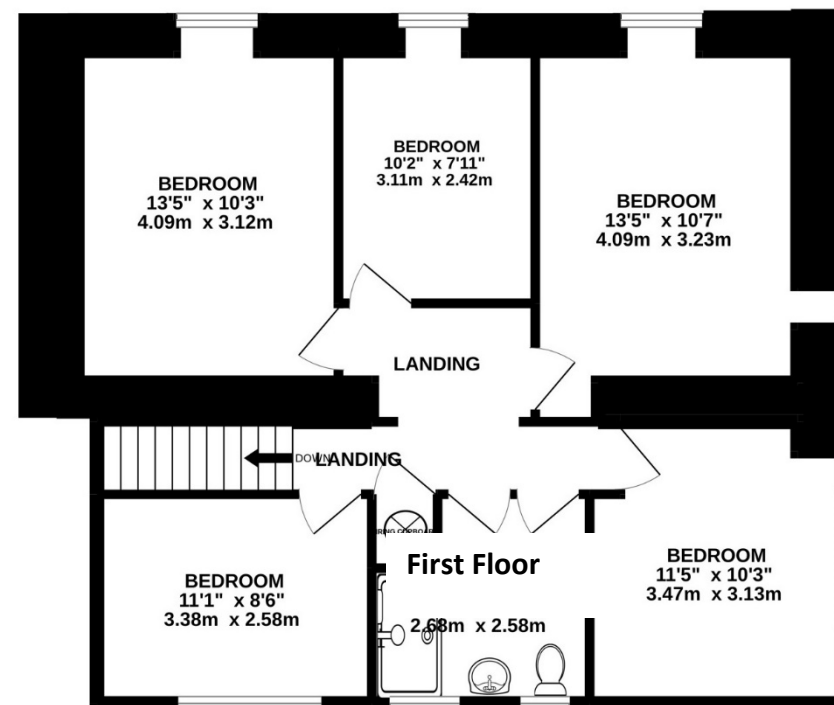 BEDROOM
13'5" x 10'3"
4.09m x 3.12m
BEDROOM
10'2" x 7'11"
3.11m x 2.42m
BEDROOM
13'5" x 10'7"
4.09m x 3.23m
LANDING
DOWN
LANDING
BEDROOM
11'1" x 8'6"
3.38m x 2.58m
First Floor
2.68m x 2.58m
BEDROOM
11'5" x 10'3"
3.47m x 3.13m